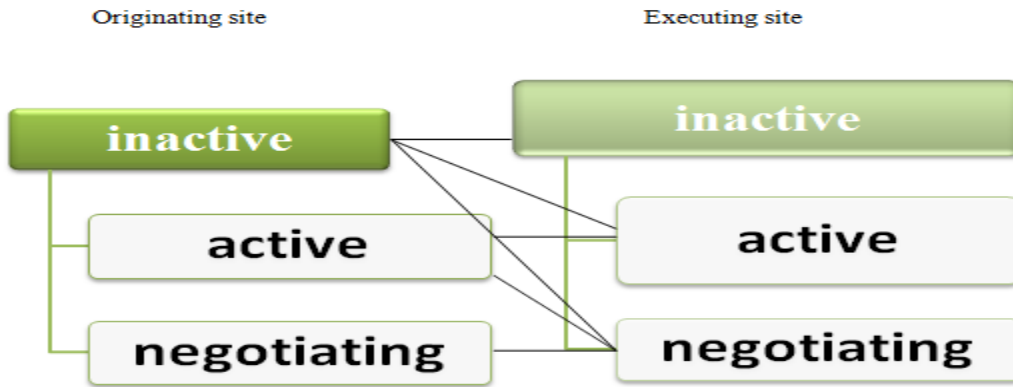 Originating site
Executing site
inactive
inactive
active
active
negotiating
negotiating